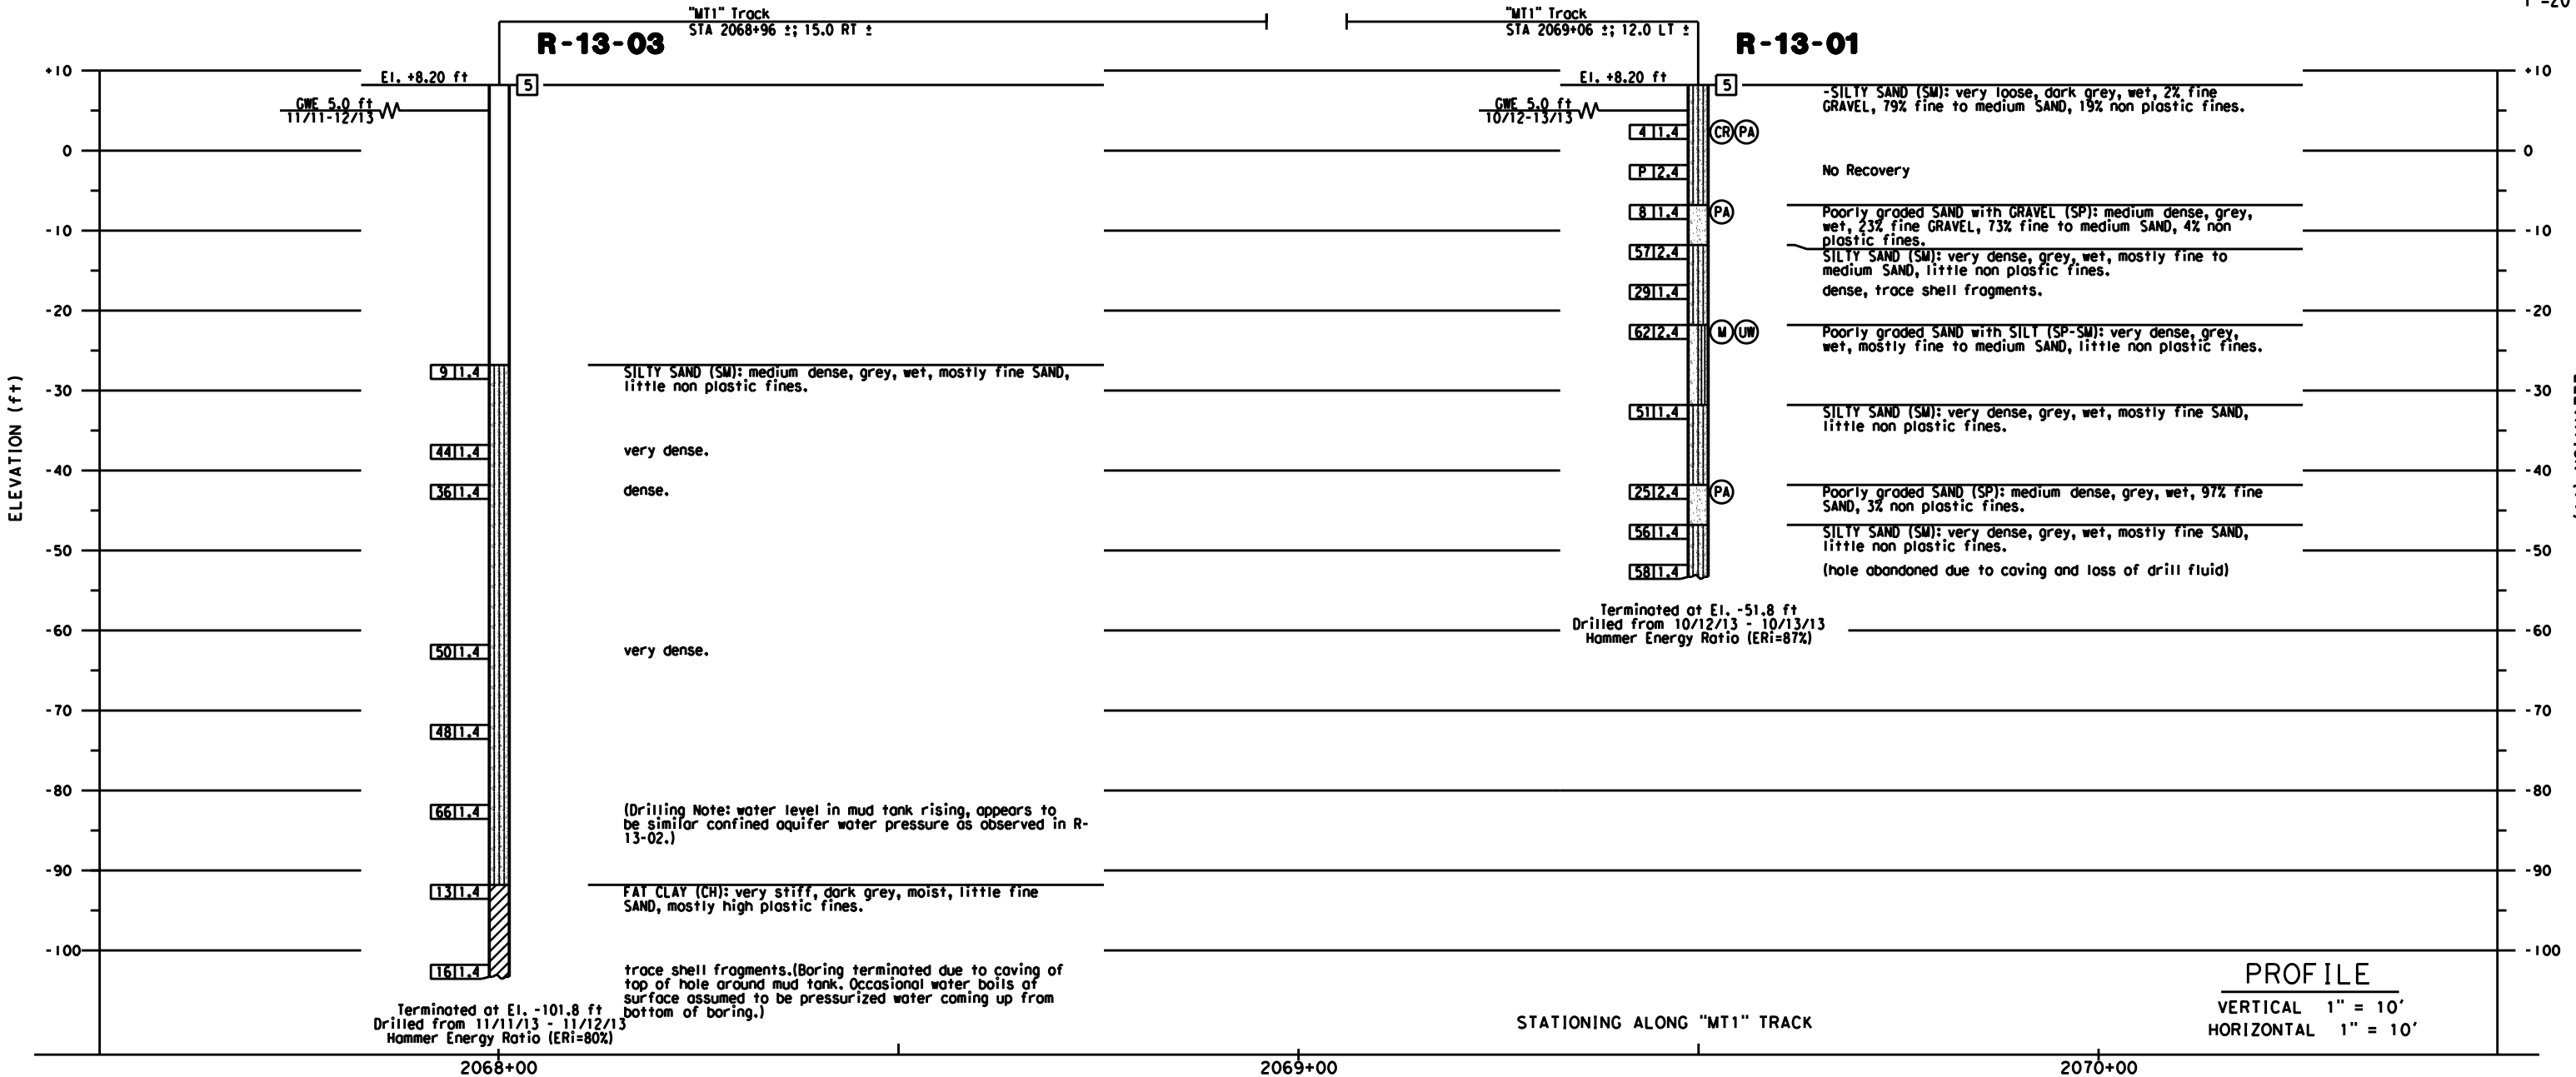 "MT1" Track
STA 2068+96 ±; 15.0 RT ±
R-13-03
"MT1" Track
STA 2069+06 ±; 12.0 LT ±
R-13-01
ELEVATION (ft)
+10
0
-10
-20
-30
-40
-50
-60
-70
-80
-90
-100
El. +8.20 ft
5
GWE 5.0 ft
11/11-12/13
9 1.4
SILTY SAND (SM): medium dense, grey, wet, mostly fine SAND,
little non plastic fines.
44 1.4
very dense.
36 1.4
dense.
50 1.4
very dense.
48 1.4
66 1.4
(Drilling Note: water level in mud tank rising, appears to
be similar confined aquifer water pressure as observed in R-
13-02.)
13 1.4
FAT CLAY (CH): very stiff, dark grey, moist, little fine
SAND, mostly high plastic fines.
16 1.4
trace shell fragments.(Boring terminated due to caving of
top of hole around mud tank. Occasional water boils at
surface assumed to be pressurized water coming up from
bottom of boring.)
Terminated at El. -101.8 ft
Drilled from 11/11/13 - 11/12/13
Hammer Energy Ratio (ERi=80%)
El. +8.20 ft
5
GWE 5.0 ft
10/12-13/13
-SILTY SAND (SM): very loose, dark grey, wet, 2% fine
GRAVEL, 79% fine to medium SAND, 19% non plastic fines.
4 1.4 CR PA
P 2.4
No Recovery
8 1.4 PA
Poorly graded SAND with GRAVEL (SP): medium dense, grey,
wet, 23% fine GRAVEL, 73% fine to medium SAND, 4% non
plastic fines.
57 2.4
SILTY SAND (SM): very dense, grey, wet, mostly fine to
medium SAND, little non plastic fines.
29 1.4
dense, trace shell fragments.
62 2.4 M UW
Poorly graded SAND with SILT (SP-SM): very dense, grey,
wet, mostly fine to medium SAND, little non plastic fines.
51 1.4
SILTY SAND (SM): very dense, grey, wet, mostly fine SAND,
little non plastic fines.
25 2.4 PA
Poorly graded SAND (SP): medium dense, grey, wet, 97% fine
SAND, 3% non plastic fines.
56 1.4
SILTY SAND (SM): very dense, grey, wet, mostly fine SAND,
little non plastic fines.
58 1.4
(hole abandoned due to caving and loss of drill fluid)
Terminated at El. -51.8 ft
Drilled from 10/12/13 - 10/13/13
Hammer Energy Ratio (ERi=87%)
+10
0
-10
-20
-30
-40
-50
-60
-70
-80
-90
-100
PROFILE
VERTICAL 1" = 10'
HORIZONTAL 1" = 10'
STATIONING ALONG "MT1" TRACK
2068+00
2069+00
2070+00